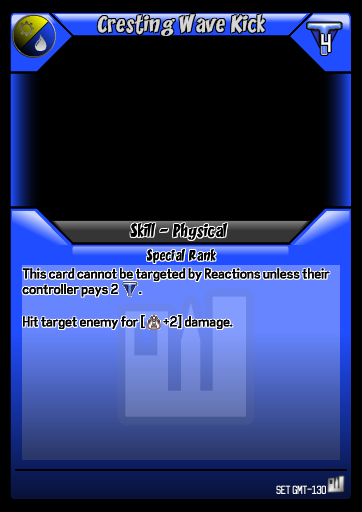 Cresting Wave Kick
4
Skill - Physical
Special Rank
This card cannot be targeted by Reactions unless their
controller pays 2 .
Hit target enemy for [ +2] damage.
SET GMT-130